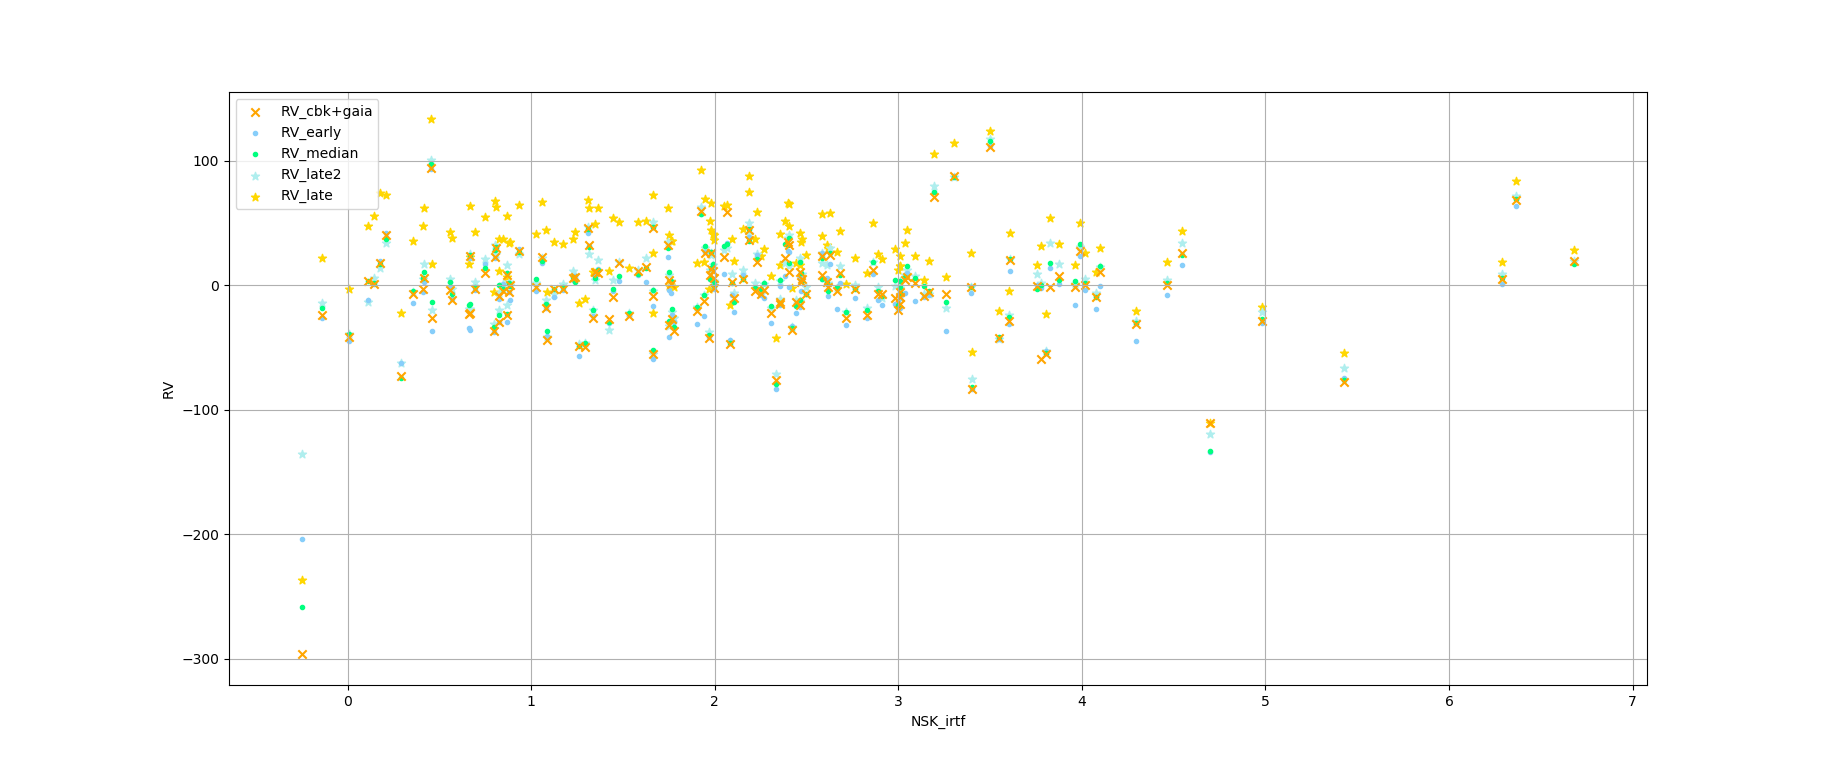 RV_cbk+gaia
RV_early
RV_median
RV_late2
RV_late
100
0
−100
−200
−300
RV
0 1 2 3 4 5 6 7
NSK_irtf